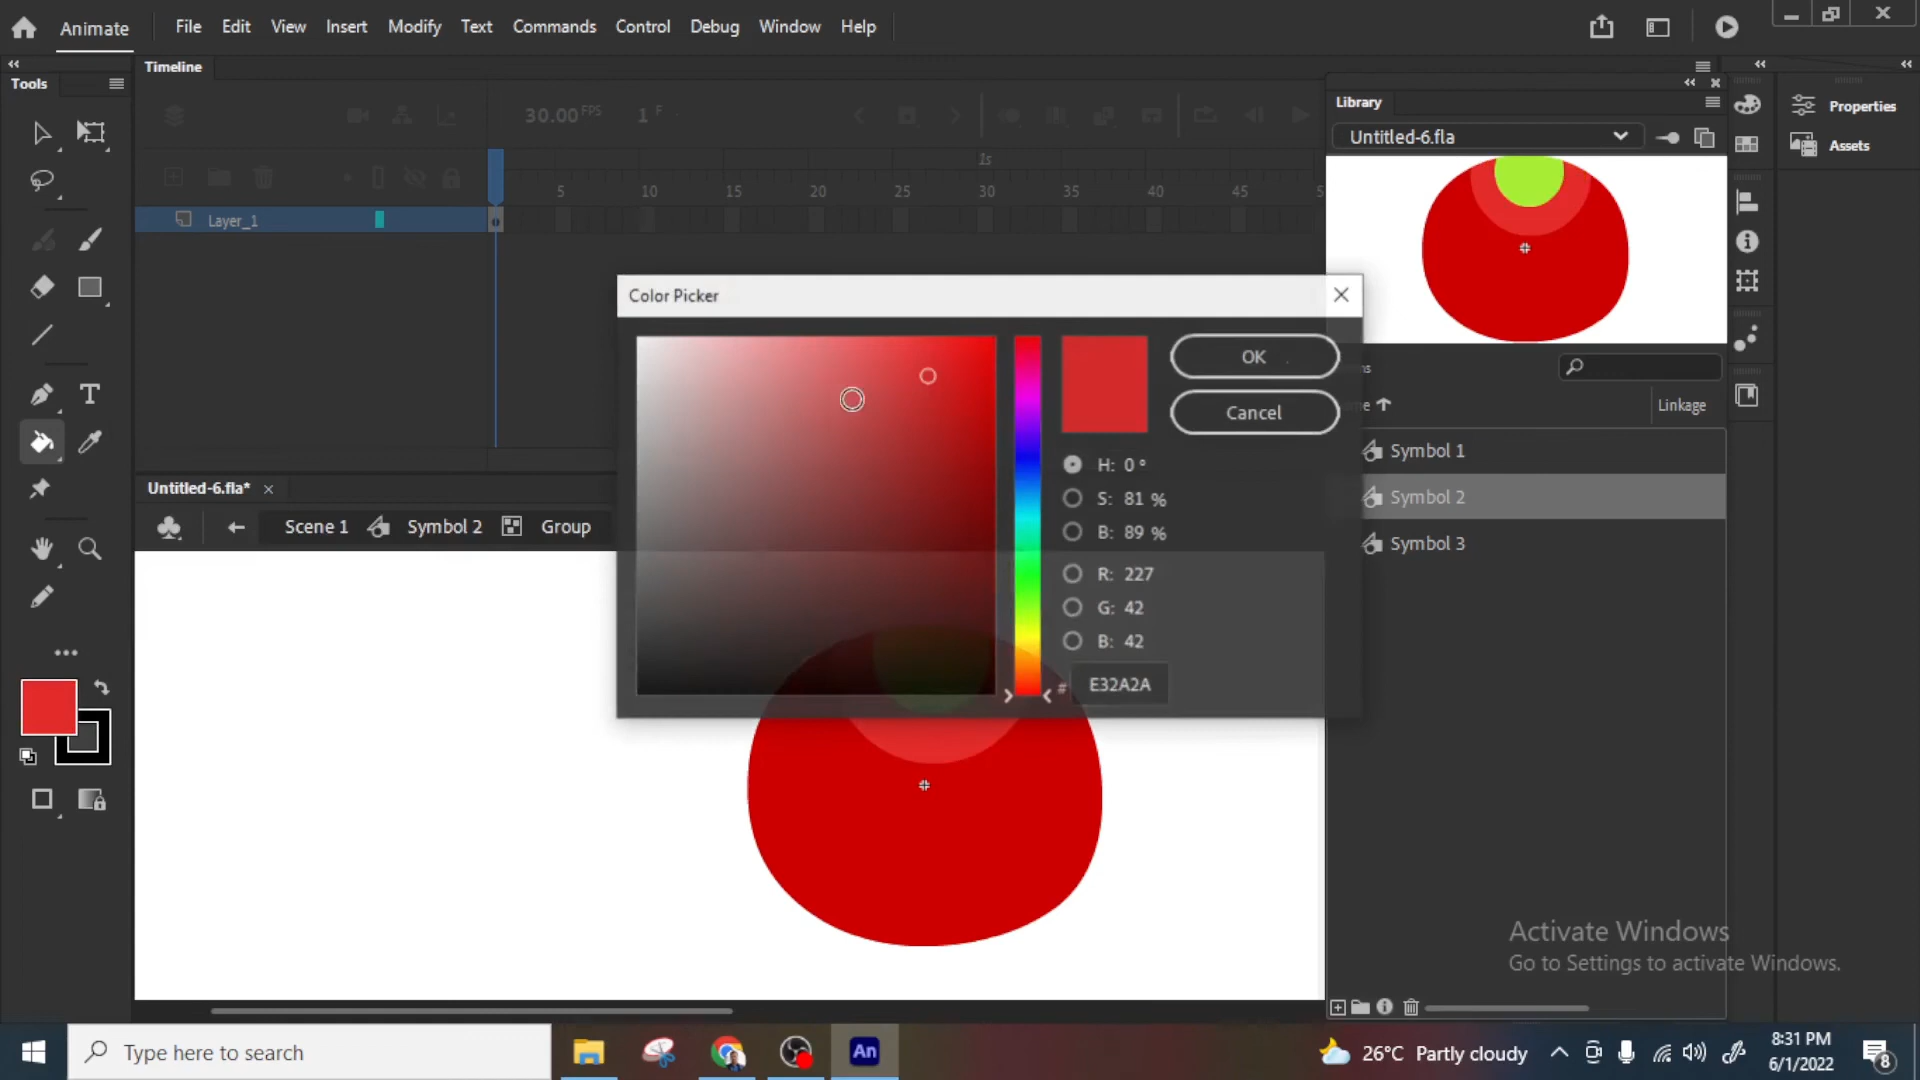 Animate File Edit View Insert Modify Text Commands Control Debug Window Help
Tools
Timeline
30.00 FPS 1 F
1s
5 10 15 20 25 30 35 40 45 5
Layer_1
Library
Untitled-6.fla
Properties
Assets
Linkage
Symbol 1
Symbol 2
Symbol 3
Color Picker
OK
Cancel
H: 0 °
S: 81 %
B: 89 %
R: 227
G: 42
B: 42
# E32A2A
Untitled-6.fla*
Scene 1 Symbol 2 Group
Activate Windows
Go to Settings to activate Windows.
Type here to search
An
26°C Partly cloudy
8:31 PM
6/1/2022
8